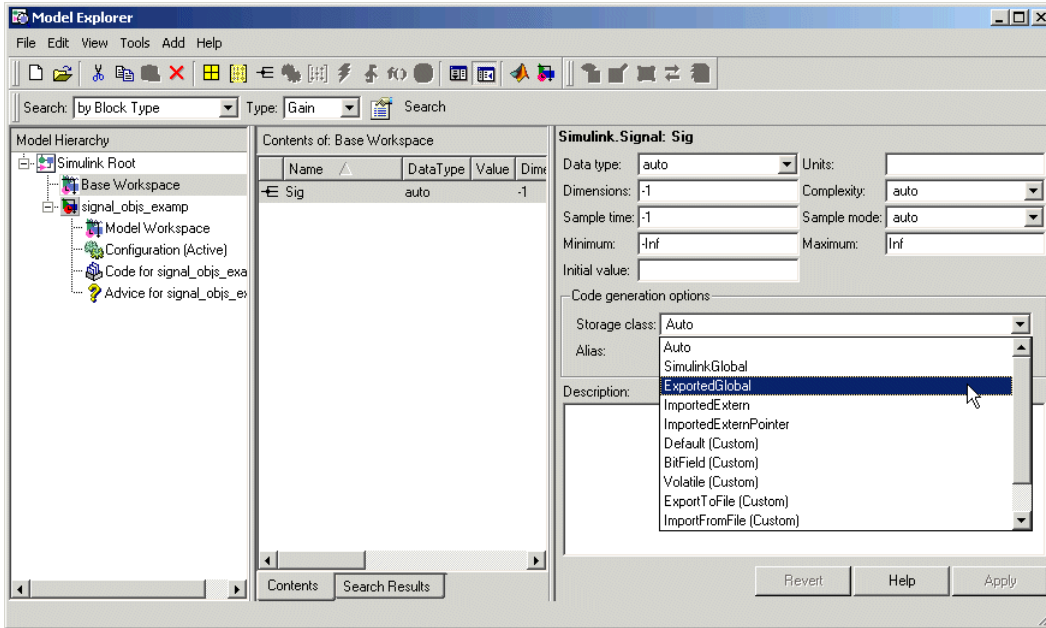 Model Explorer
File Edit View Tools Add Help
Search: by Block Type Type: Gain Search
Model Hierarchy
Simulink Root
Base Workspace
signal_objs_examp
Model Workspace
Configuration (Active)
Code for signal_objs_exa
Advice for signal_objs_e
Contents of: Base Workspace
Name DataType Value Dime
Sig auto -1
Contents Search Results
Simulink.Signal: Sig
Data type: auto Units:
Dimensions: -1 Complexity: auto
Sample time: -1 Sample mode: auto
Minimum: -Inf Maximum: Inf
Initial value:
Code generation options
Storage class: Auto
Alias:
Auto
SimulinkGlobal
ExportedGlobal
ImportedExtern
ImportedExternPointer
Default (Custom)
BitField (Custom)
Volatile (Custom)
ExportToFile (Custom)
ImportFromFile (Custom)
Description:
Revert Help Apply